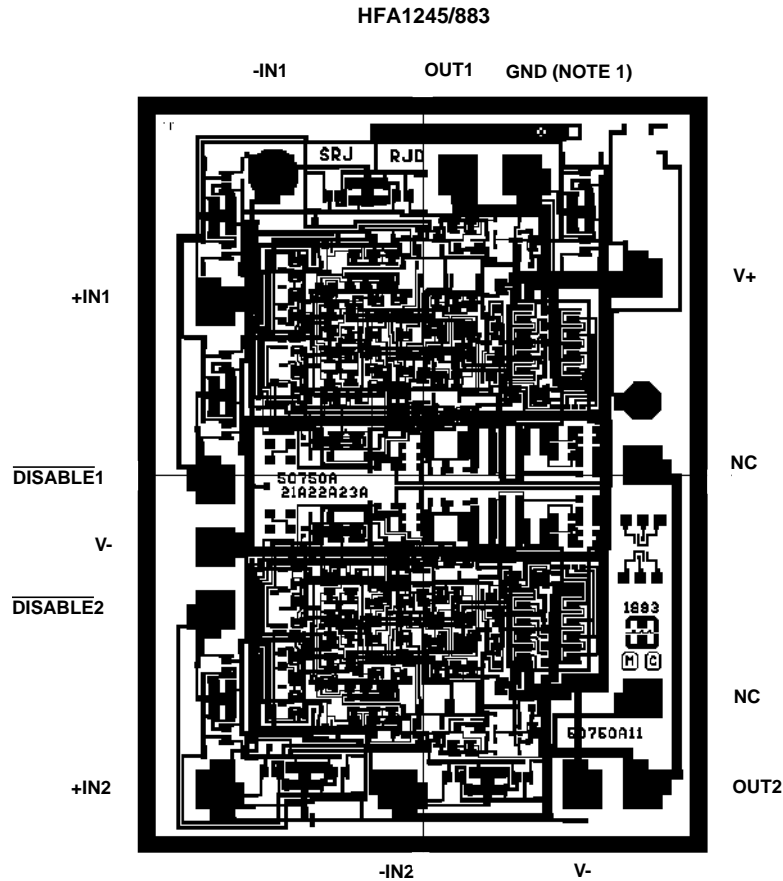 HFA1245/883
-IN1 OUT1 GND (NOTE 1)
SRJ RJD
V+
+IN1
NC
DISABLE1
50750A
21A22A23A
V-
DISABLE2
1993
M C
NC
50750A11
+IN2
OUT2
-IN2
V-